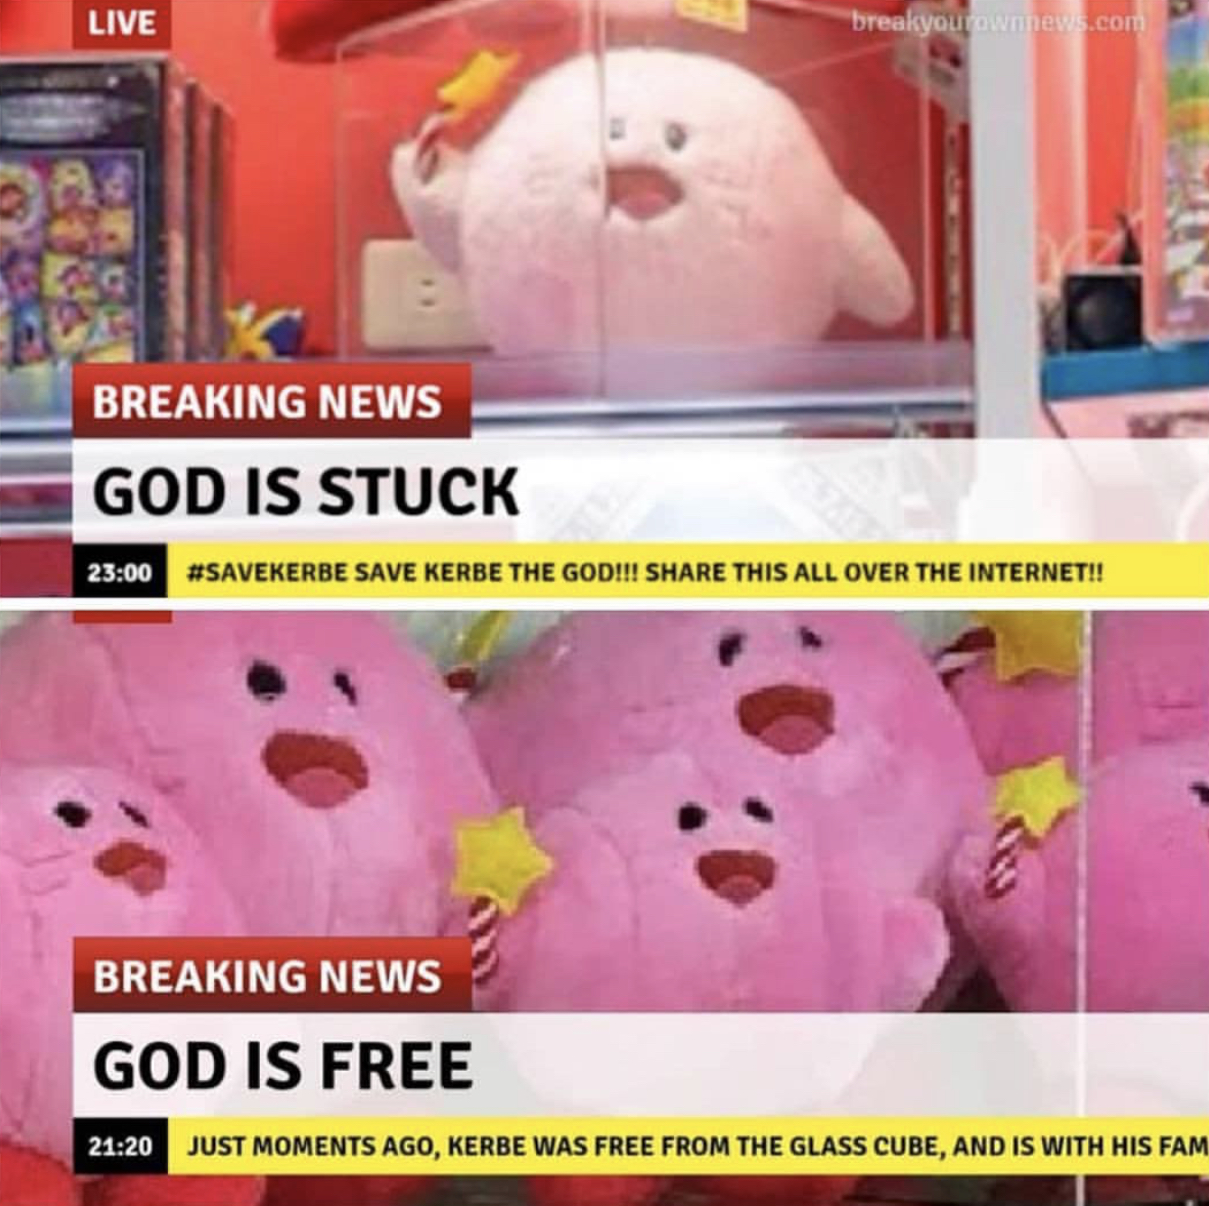 LIVE
breakyourownnews.com
BREAKING NEWS
GOD IS STUCK
23:00 #SAVEKERBE SAVE KERBE THE GOD!!! SHARE THIS ALL OVER THE INTERNET!!
BREAKING NEWS
GOD IS FREE
21:20 JUST MOMENTS AGO, KERBE WAS FREE FROM THE GLASS CUBE, AND IS WITH HIS FAM